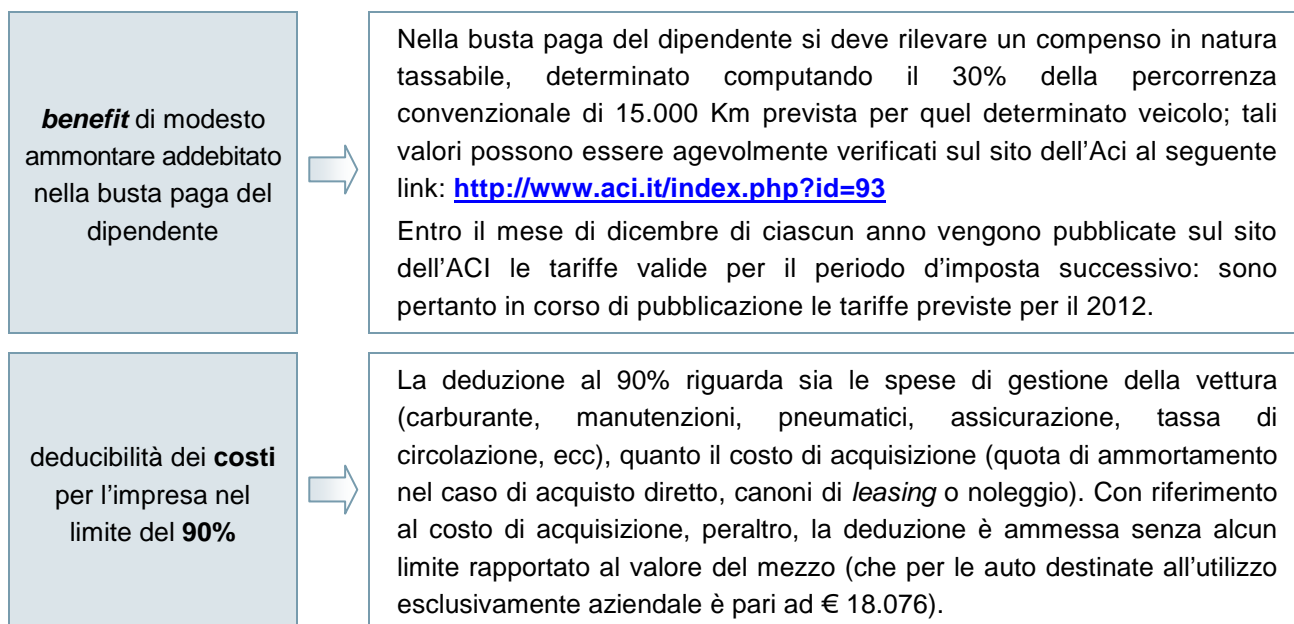 benefit di modesto
ammontare addebitato
nella busta paga del
dipendente
Nella busta paga del dipendente si deve rilevare un compenso in natura
tassabile, determinato computando il 30% della percorrenza
convenzionale di 15.000 Km prevista per quel determinato veicolo; tali
valori possono essere agevolmente verificati sul sito dell’Aci al seguente
link: http://www.aci.it/index.php?id=93
Entro il mese di dicembre di ciascun anno vengono pubblicate sul sito
dell’ACI le tariffe valide per il periodo d’imposta successivo: sono
pertanto in corso di pubblicazione le tariffe previste per il 2012.
deducibilità dei costi
per l’impresa nel
limite del 90%
La deduzione al 90% riguarda sia le spese di gestione della vettura
(carburante, manutenzioni, pneumatici, assicurazione, tassa di
circolazione, ecc), quanto il costo di acquisizione (quota di ammortamento
nel caso di acquisto diretto, canoni di leasing o noleggio). Con riferimento
al costo di acquisizione, peraltro, la deduzione è ammessa senza alcun
limite rapportato al valore del mezzo (che per le auto destinate all’utilizzo
esclusivamente aziendale è pari ad € 18.076).